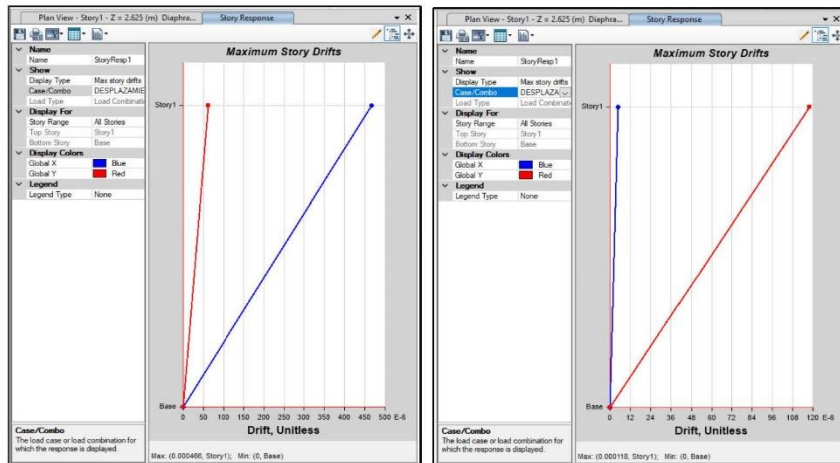 Plan View - Story1 - Z = 2.625 (m) Diaphra...
Story Response
Name
Name StoryResp1
Show
Display Type Max story drifts
Case/Combo DESPLAZAMIE
Load Type Load Combinatio
Display For
Story Range All Stories
Top Story Story1
Bottom Story Base
Display Colors
Global X Blue
Global Y Red
Legend
Legend Type None
Case/Combo
The load case or load combination for
which the response is displayed.
Maximum Story Drifts
Story1
Base
0 50 100 150 200 250 300 350 400 450 500 E-6
Drift, Unitless
Max: (0.000466, Story1); Min: (0, Base)
Plan View - Story1 - Z = 2.625 (m) Diaphra...
Story Response
Name
Name StoryResp1
Show
Display Type Max story drifts
Case/Combo DESPLAZA
Load Type Load Combinatio
Display For
Story Range All Stories
Top Story Story1
Bottom Story Base
Display Colors
Global X Blue
Global Y Red
Legend
Legend Type None
Case/Combo
The load case or load combination for
which the response is displayed.
Maximum Story Drifts
Story1
Base
0 12 24 36 48 60 72 84 96 108 120 E-6
Drift, Unitless
Max: (0.000118, Story1); Min: (0, Base)